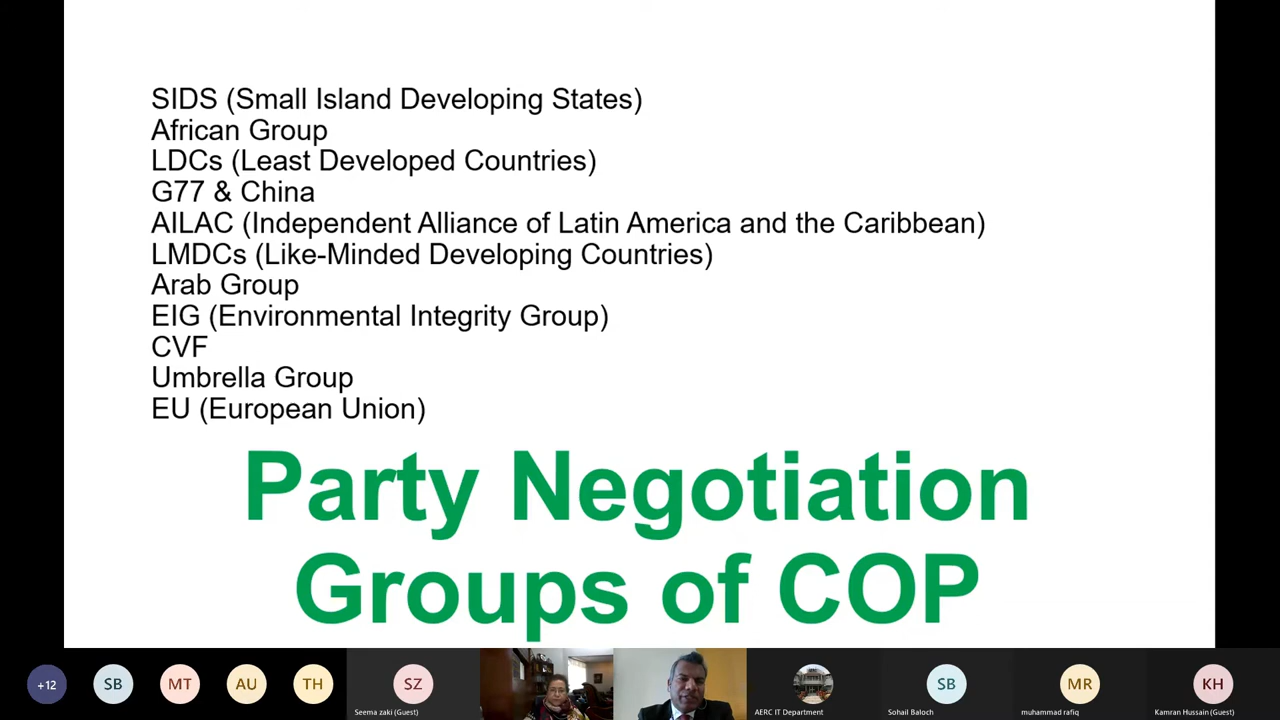 SIDS (Small Island Developing States)
African Group
LDCs (Least Developed Countries)
G77 & China
AILAC (Independent Alliance of Latin America and the Caribbean)
LMDCs (Like-Minded Developing Countries)
Arab Group
EIG (Environmental Integrity Group)
CVF
Umbrella Group
EU (European Union)
Party Negotiation
Groups of COP
+12
SB
MT
AU
TH
SZ
Seema zaki (Guest)
AERC IT Department
SB
Sohail Baloch
MR
muhammad rafiq
KH
Kamran Hussain (Guest)